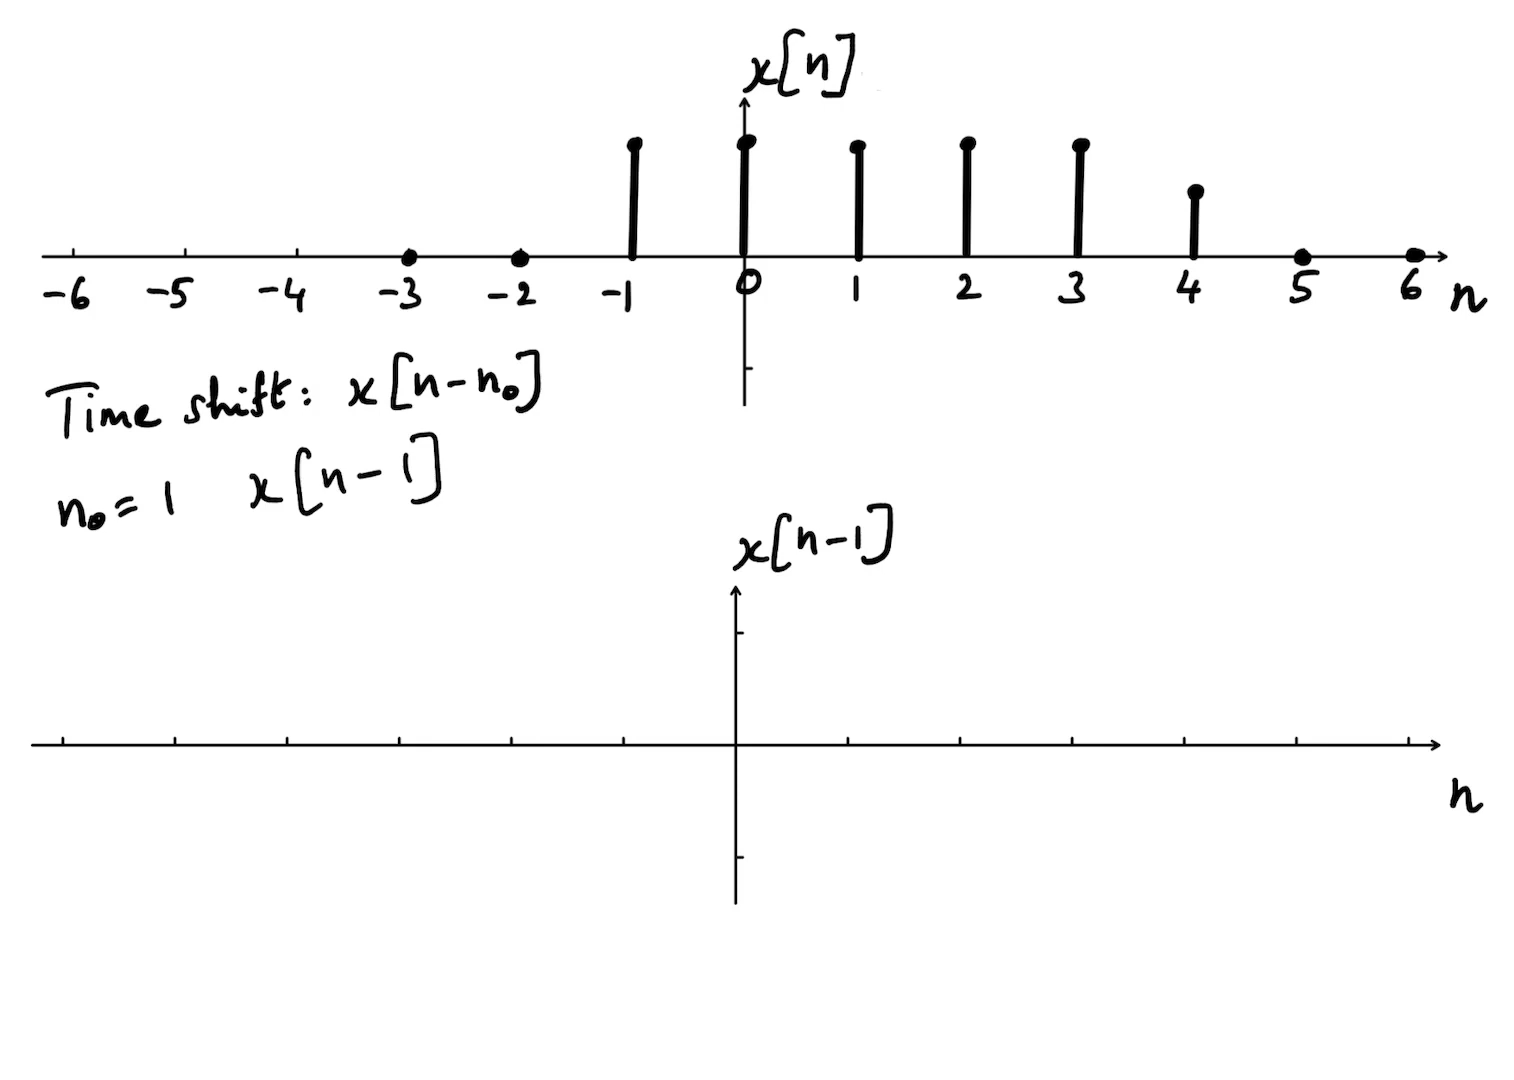 x[n]
-6 -5 -4 -3 -2 -1 0 1 2 3 4 5 6 n
Time shift: x[n-n₀]
n₀=1 x[n-1]
x[n-1]
n